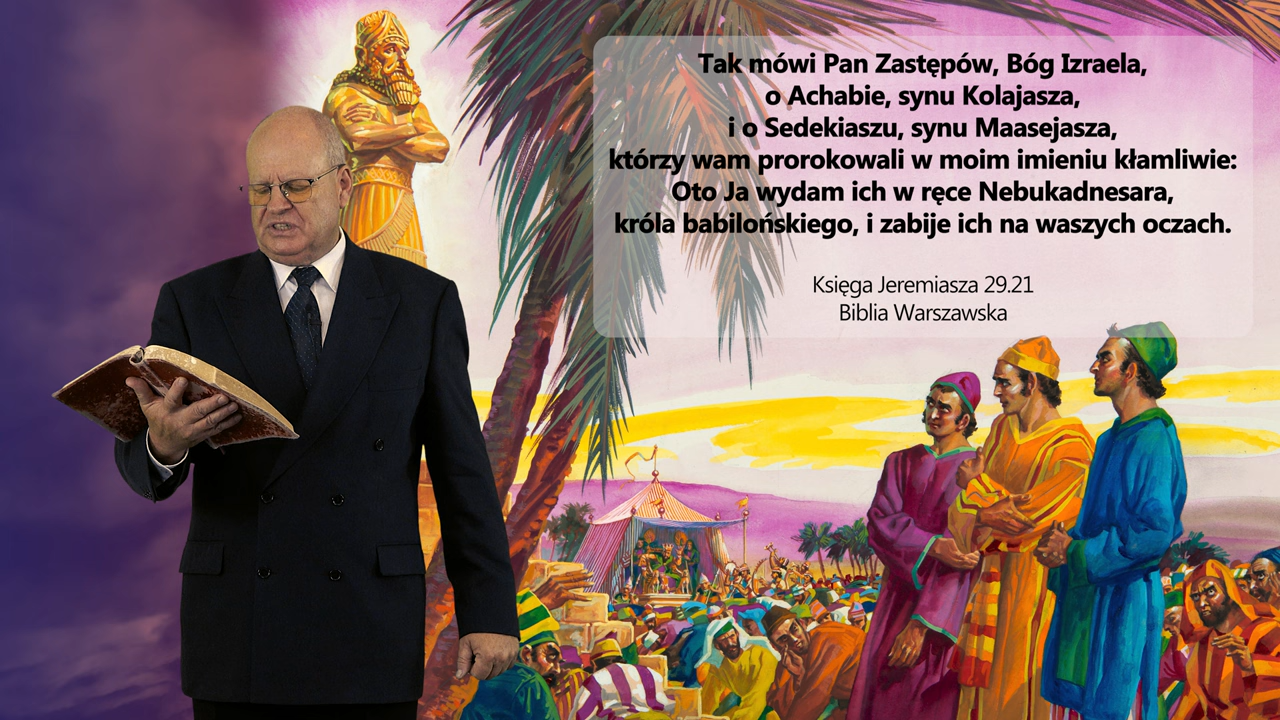 Tak mówi Pan Zastępów, Bóg Izraela,
o Achabie, synu Kolajasza,
i o Sedekiaszu, synu Maasejasza,
którzy wam prorokowali w moim imieniu kłamliwie:
Oto Ja wydam ich w ręce Nebukadnesara,
króla babilońskiego, i zabije ich na waszych oczach.
Księga Jeremiasza 29.21
Biblia Warszawska